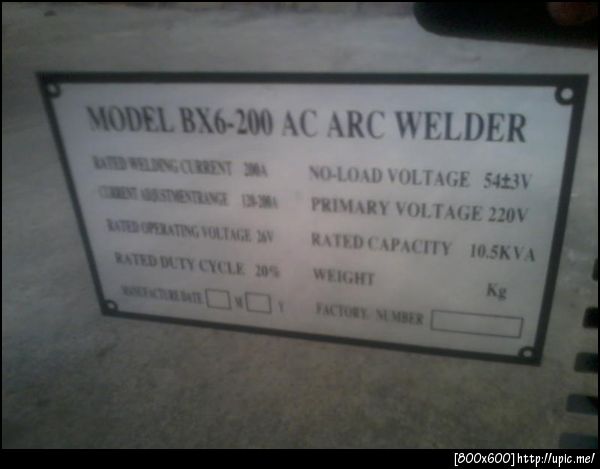 MODEL BX6-200 AC ARC WELDER
RATED WELDING CURRENT 200A
CURRENT ADJUSTMENTRANGE 120-200A
RATED OPERATING VOLTAGE 26V
RATED DUTY CYCLE 20%
MANUFACTURE DATE M Y
NO-LOAD VOLTAGE 54±3V
PRIMARY VOLTAGE 220V
RATED CAPACITY 10.5KVA
WEIGHT Kg
FACTORY. NUMBER
[800x600]http://upic.me/